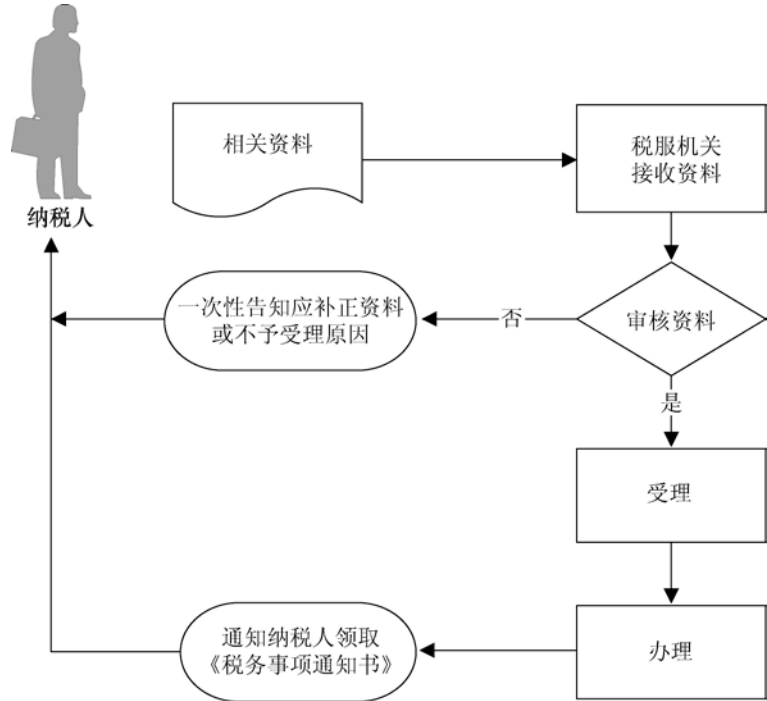 相关资料
税服机关
接收资料
纳税人
一次性告知应补正资料
或不予受理原因
否
审核资料
是
受理
通知纳税人领取
《税务事项通知书》
办理